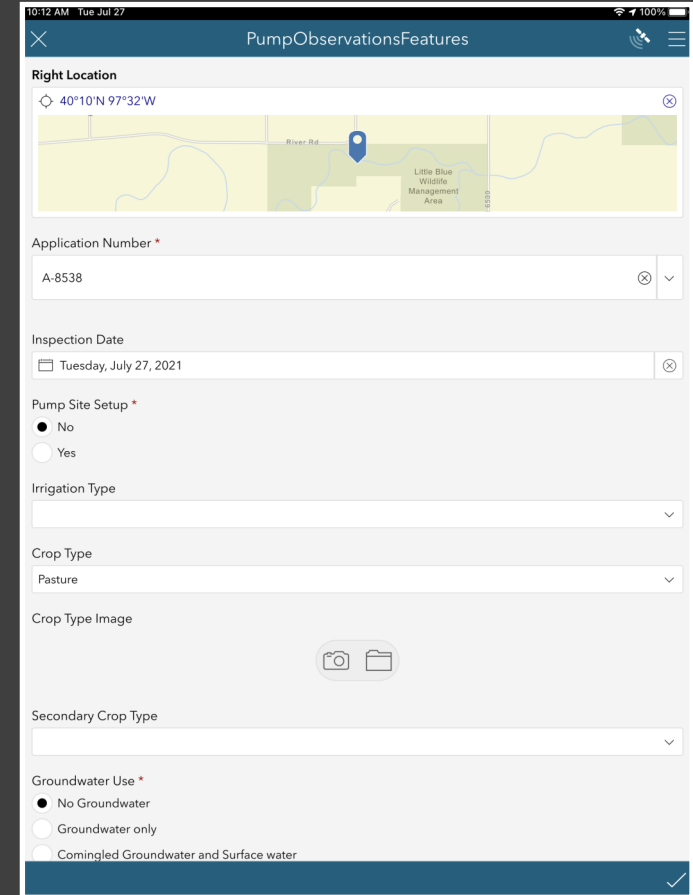 10:12 AM Tue Jul 27
100%
PumpObservationsFeatures
Right Location
40°10'N 97°32'W
River Rd
Little Blue
Wildlife
Management
Area
6500
Application Number *
A-8538
Inspection Date
Tuesday, July 27, 2021
Pump Site Setup *
No
Yes
Irrigation Type
Crop Type
Pasture
Crop Type Image
Secondary Crop Type
Groundwater Use *
No Groundwater
Groundwater only
Comingled Groundwater and Surface water